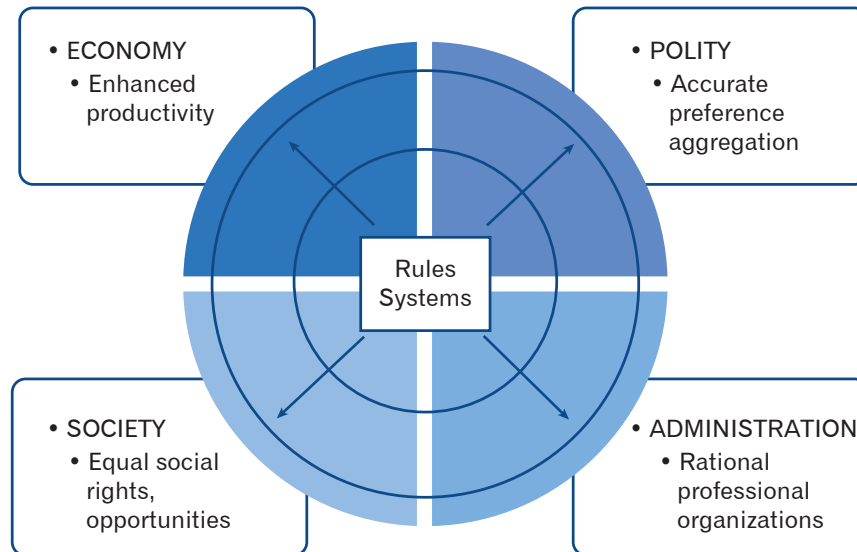 • ECONOMY
• Enhanced
productivity
• POLITY
• Accurate
preference
aggregation
Rules
Systems
• SOCIETY
• Equal social
rights,
opportunities
• ADMINISTRATION
• Rational
professional
organizations